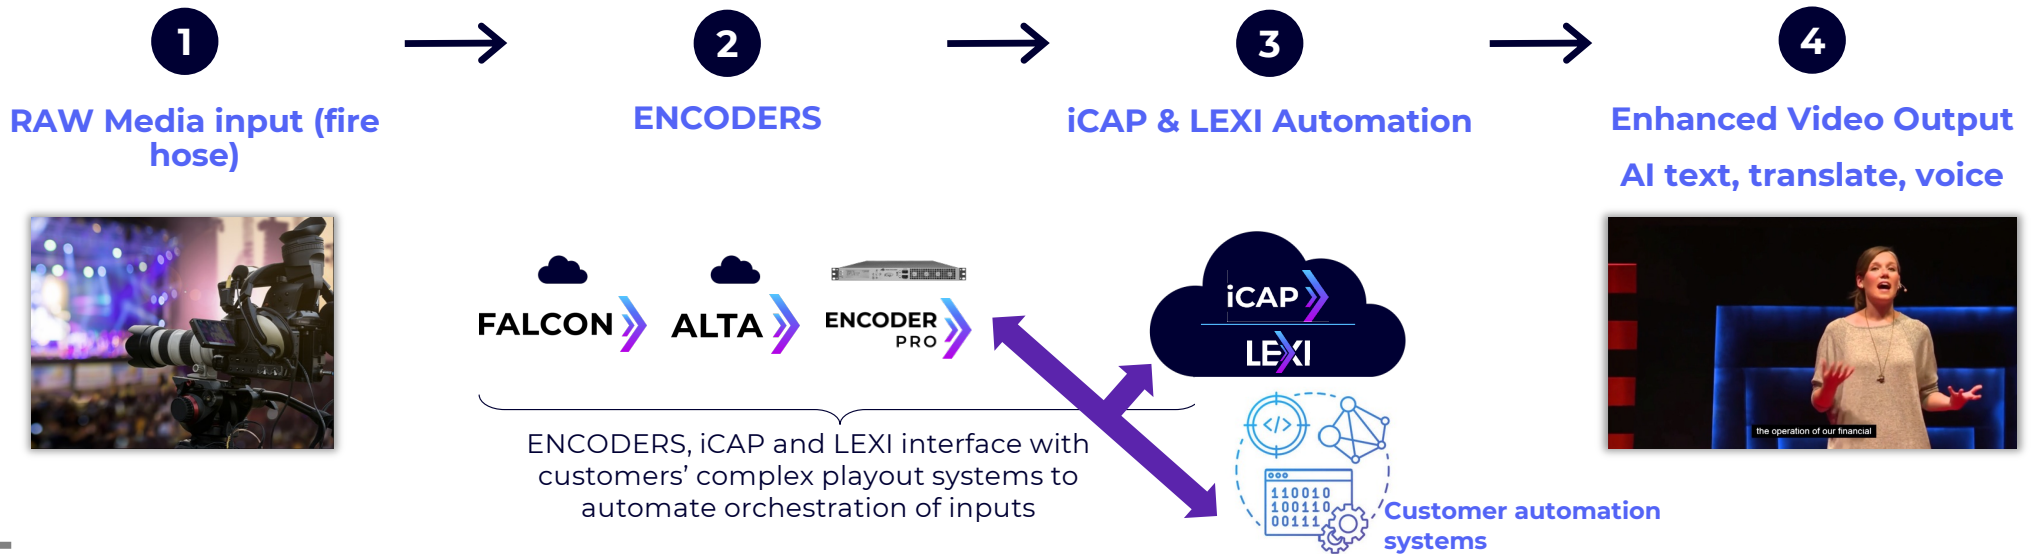 1
2
3
4
RAW Media input (fire
hose)
ENCODERS
iCAP & LEXI Automation
Enhanced Video Output
AI text, translate, voice
FALCON
ALTA
ENCODER
PRO
iCAP
LEXI
ENCODERS, iCAP and LEXI interface with
customers’ complex playout systems to
automate orchestration of inputs
</>
110010
100110
00111
Customer automation
systems
the operation of our financial